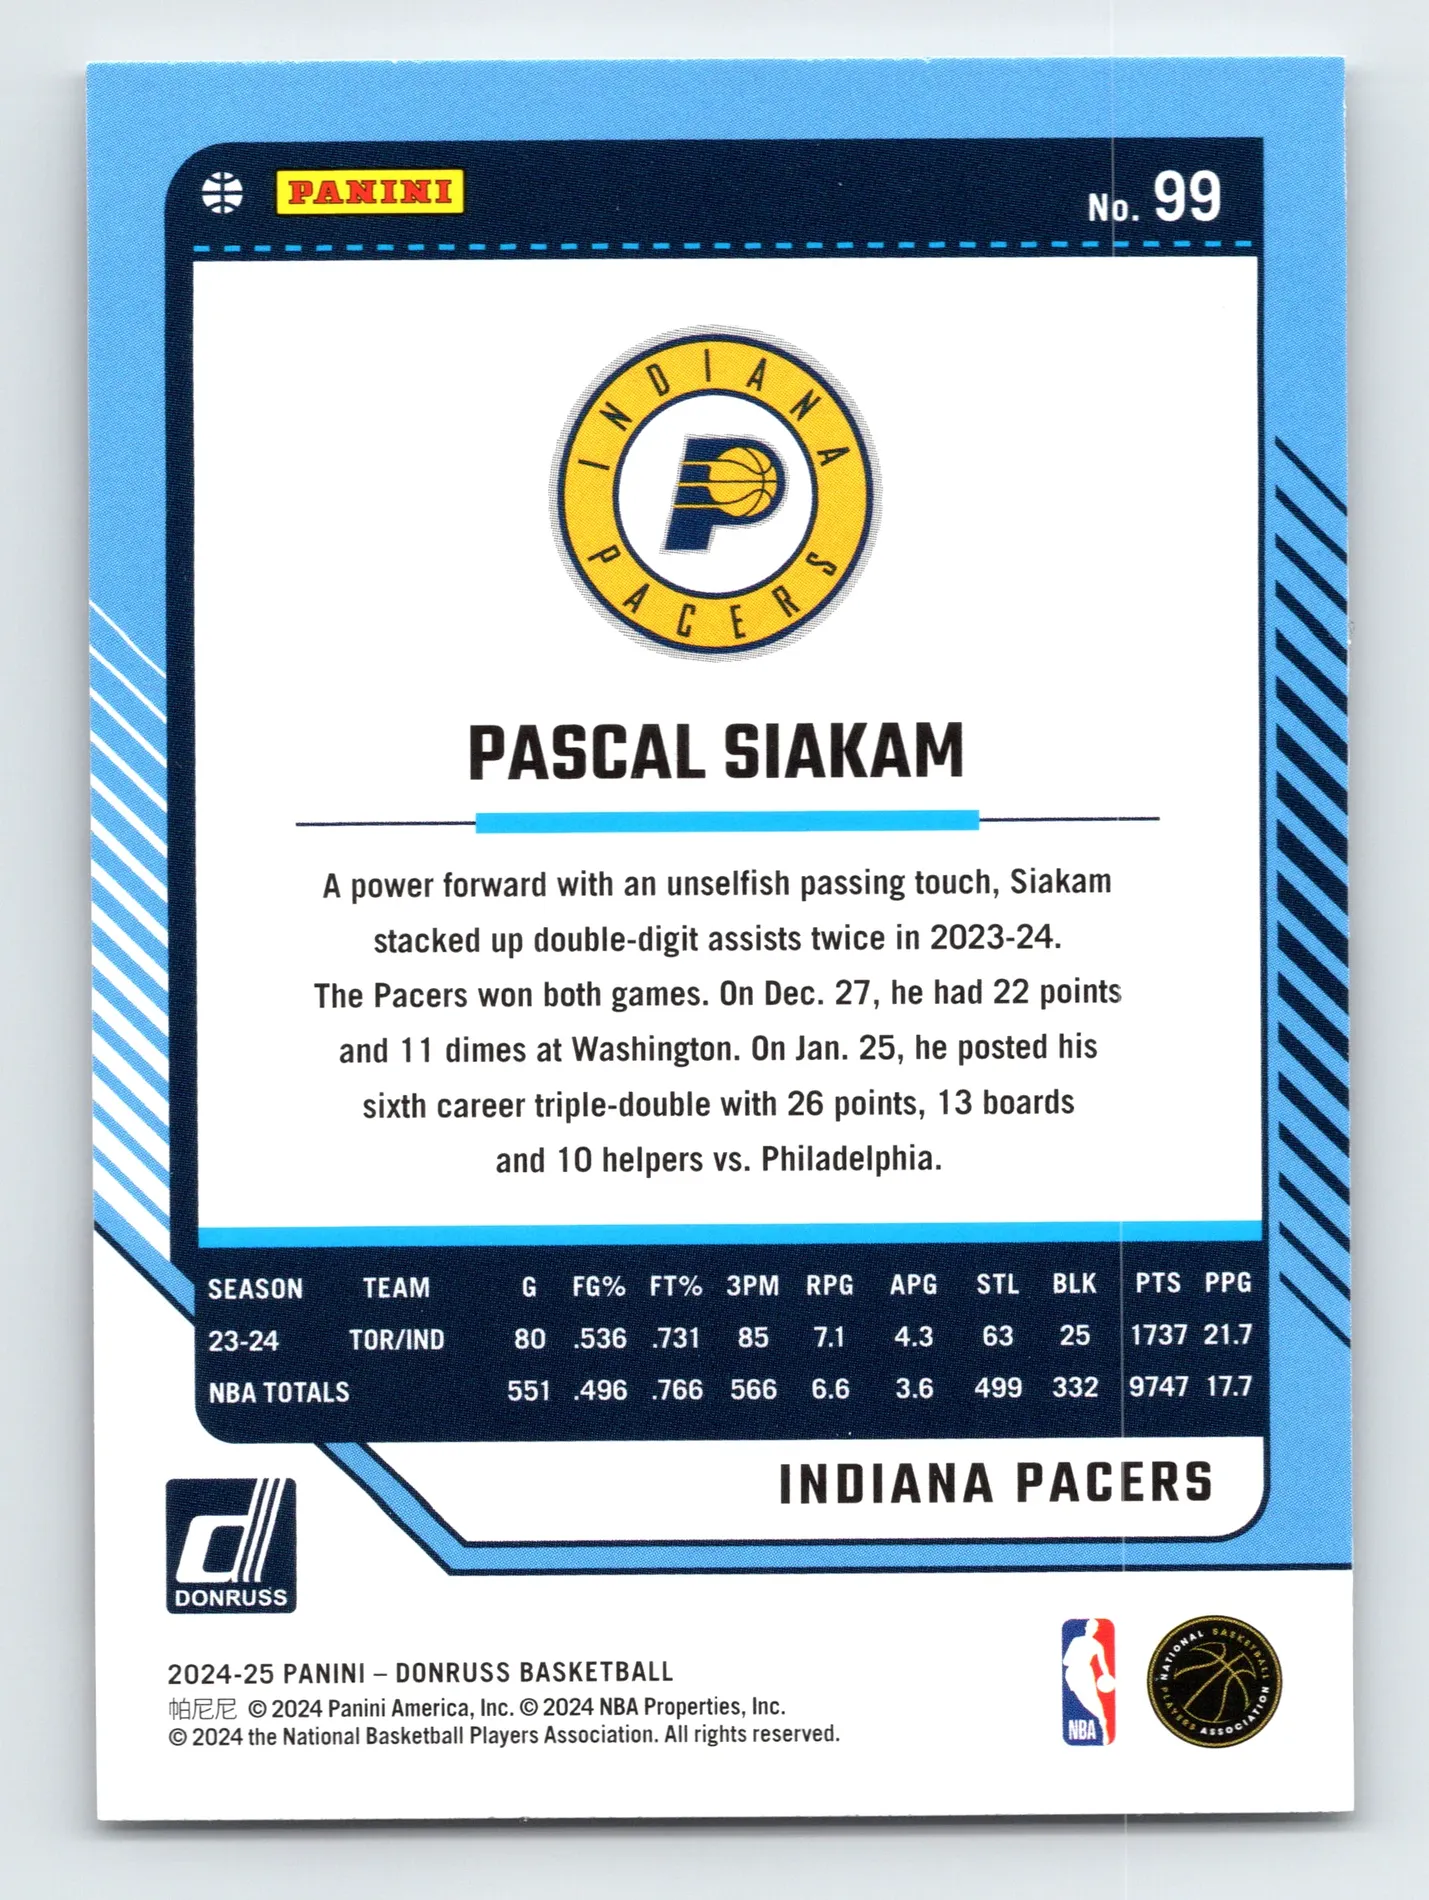 PANINI
No. 99
INDIANA
PACERS
PASCAL SIAKAM
A power forward with an unselfish passing touch, Siakam
stacked up double-digit assists twice in 2023-24.
The Pacers won both games. On Dec. 27, he had 22 points
and 11 dimes at Washington. On Jan. 25, he posted his
sixth career triple-double with 26 points, 13 boards
and 10 helpers vs. Philadelphia.
SEASON TEAM G FG% FT% 3PM RPG APG STL BLK PTS PPG
23-24 TOR/IND 80 .536 .731 85 7.1 4.3 63 25 1737 21.7
NBA TOTALS 551 .496 .766 566 6.6 3.6 499 332 9747 17.7
INDIANA PACERS
d
DONRUSS
2024-25 PANINI – DONRUSS BASKETBALL
帕尼尼 © 2024 Panini America, Inc. © 2024 NBA Properties, Inc.
© 2024 the National Basketball Players Association. All rights reserved.
NBA
NATIONAL BASKETBALL
PLAYERS ASSOCIATION